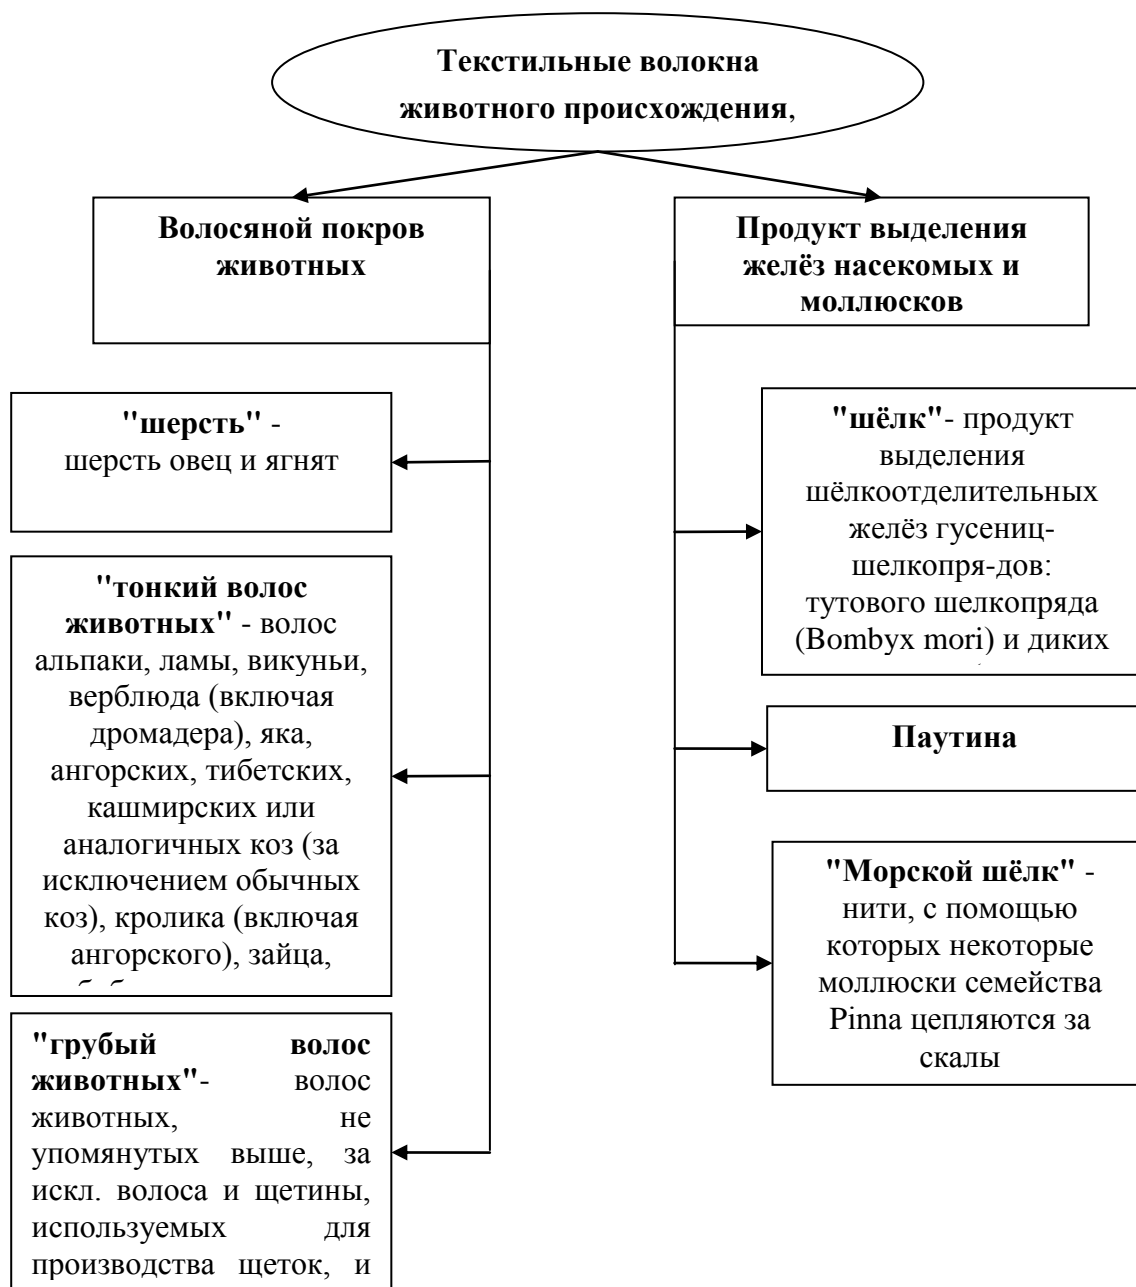 Текстильные волокна
животного происхождения,
Волосяной покров
животных
"шерсть" -
шерсть овец и ягнят
"тонкий волос
животных" - волос
альпаки, ламы, викуньи,
верблюда (включая
дромадера), яка,
ангорских, тибетских,
кашмирских или
аналогичных коз (за
исключением обычных
коз), кролика (включая
ангорского), зайца,
"грубый волос
животных"- волос
животных, не
упомянутых выше, за
искл. волоса и щетины,
используемых для
производства щеток, и
Продукт выделения
желёз насекомых и
моллюсков
"шёлк"- продукт
выделения
шёлкоотделительных
желёз гусениц-
шелкопря-дов:
тутового шелкопряда
(Bombyx mori) и диких
Паутина
"Морской шёлк" -
нити, с помощью
которых некоторые
моллюски семейства
Pinna цепляются за
скалы